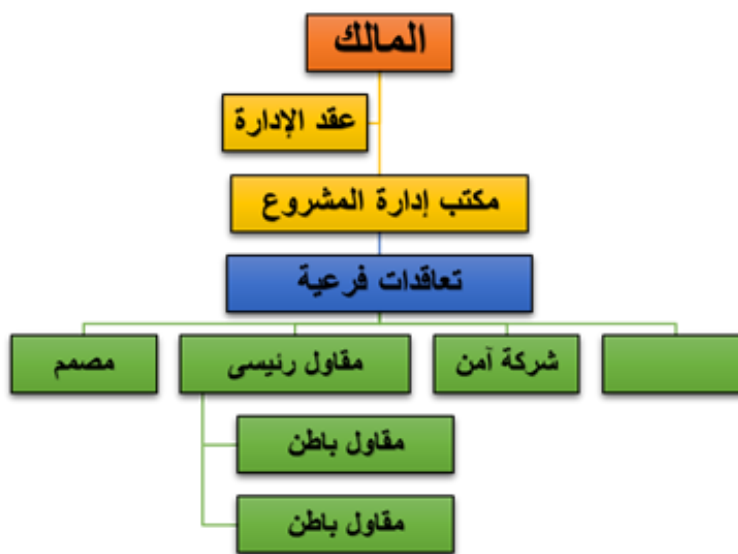 المالك
عقد الإدارة
مكتب إدارة المشروع
تعاقدات فرعية
شركة آمن
مقاول رئيسى
مصمم
مقاول باطن
مقاول باطن